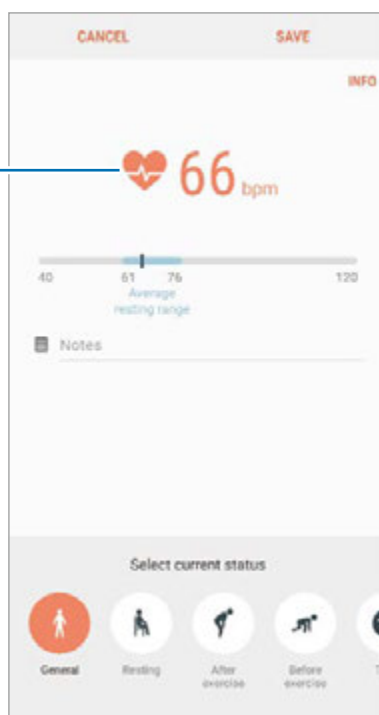 CANCEL SAVE
INFO
66 bpm
40 61 76 120
Average
resting range
Notes
Select current status
General Resting After Before
exercise exercise